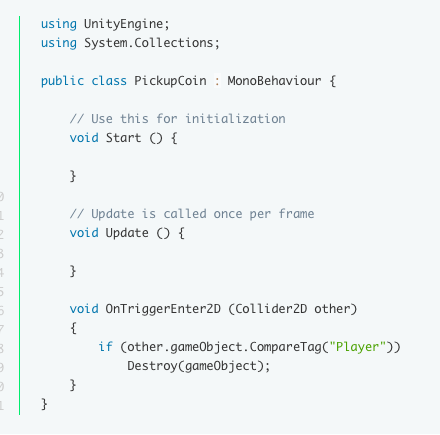 using UnityEngine;
using System.Collections;
public class PickupCoin : MonoBehaviour {
// Use this for initialization
void Start () {
}
// Update is called once per frame
void Update () {
}
void OnTriggerEnter2D (Collider2D other)
{
if (other.gameObject.CompareTag("Player"))
Destroy(gameObject);
}
}